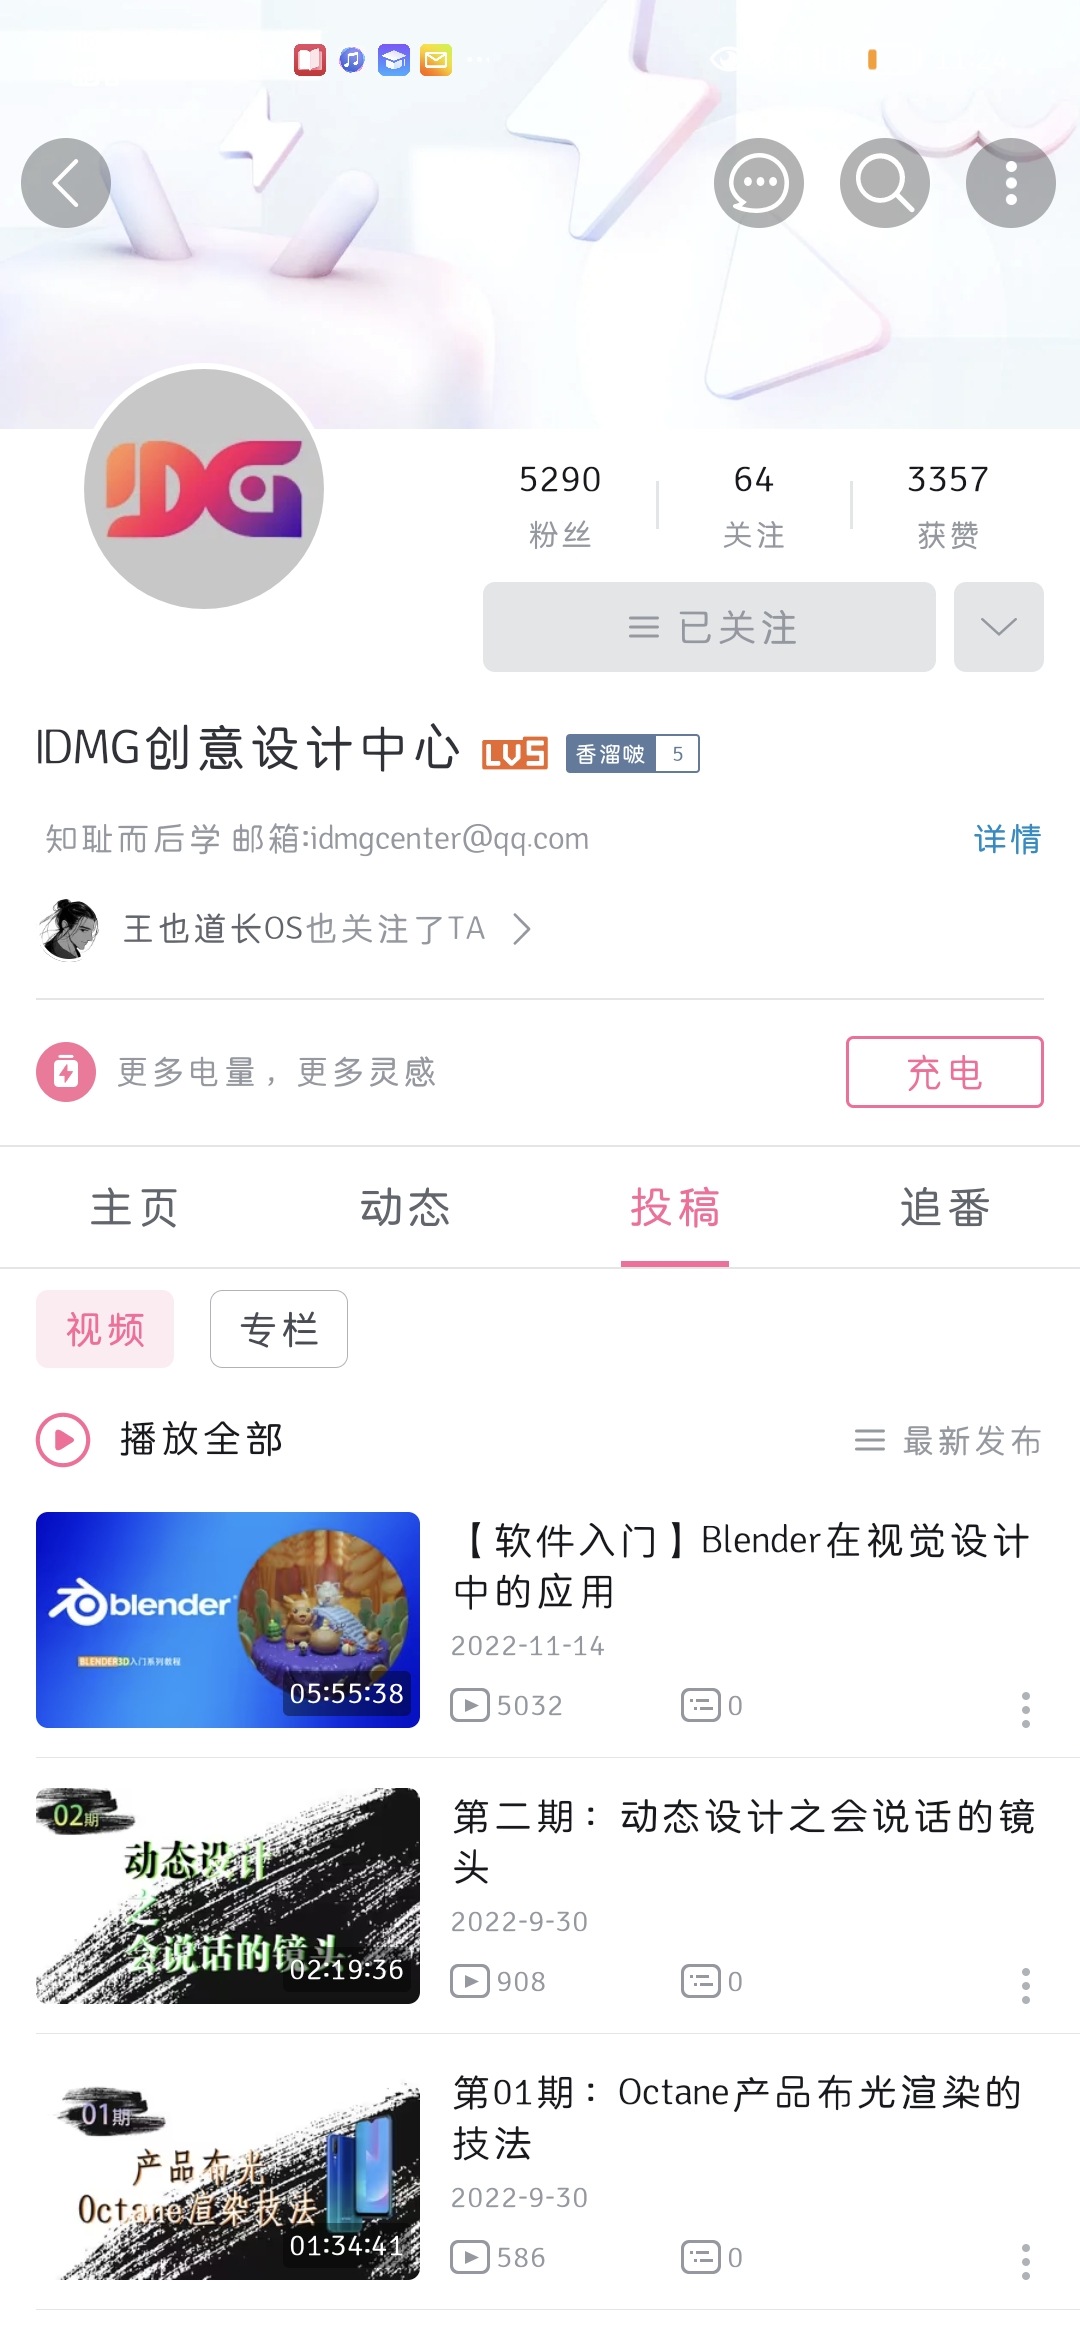 5290
64
3357
粉丝
关注
获赞
已关注
IDMG创意设计中心 LV5 香溜啵 5
知耻而后学 邮箱:idmgcenter@qq.com 详情
王也道长OS也关注了TA
更多电量，更多灵感 充电
主页 动态 投稿 追番
视频 专栏
播放全部 最新发布
blender
BLENDER3D入门系列教程
05:55:38
【软件入门】Blender在视觉设计
中的应用
2022-11-14
5032 0
02期
动态设计
之
会说话的镜头
02:19:36
第二期：动态设计之会说话的镜
头
2022-9-30
908 0
01期
产品布光
Octane渲染技法
01:34:41
第01期：Octane产品布光渲染的
技法
2022-9-30
586 0